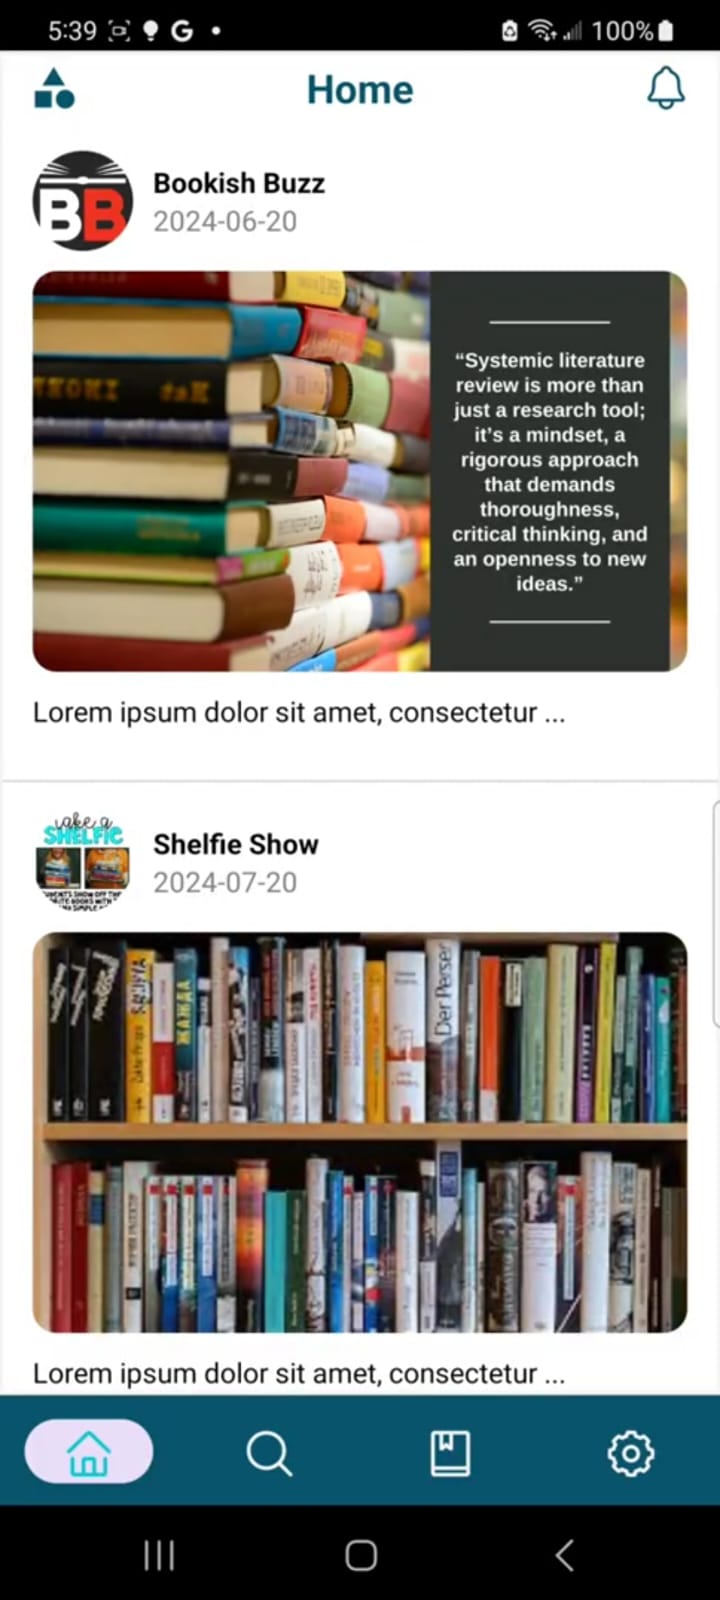 5:39
100%
Home
BB
Bookish Buzz
2024-06-20
“Systemic literature
review is more than
just a research tool;
it’s a mindset, a
rigorous approach
that demands
thoroughness,
critical thinking, and
an openness to new
ideas.”
Lorem ipsum dolor sit amet, consectetur ...
take a
SHELFIE
Shelfie Show
2024-07-20
Der Perser
Lorem ipsum dolor sit amet, consectetur ...